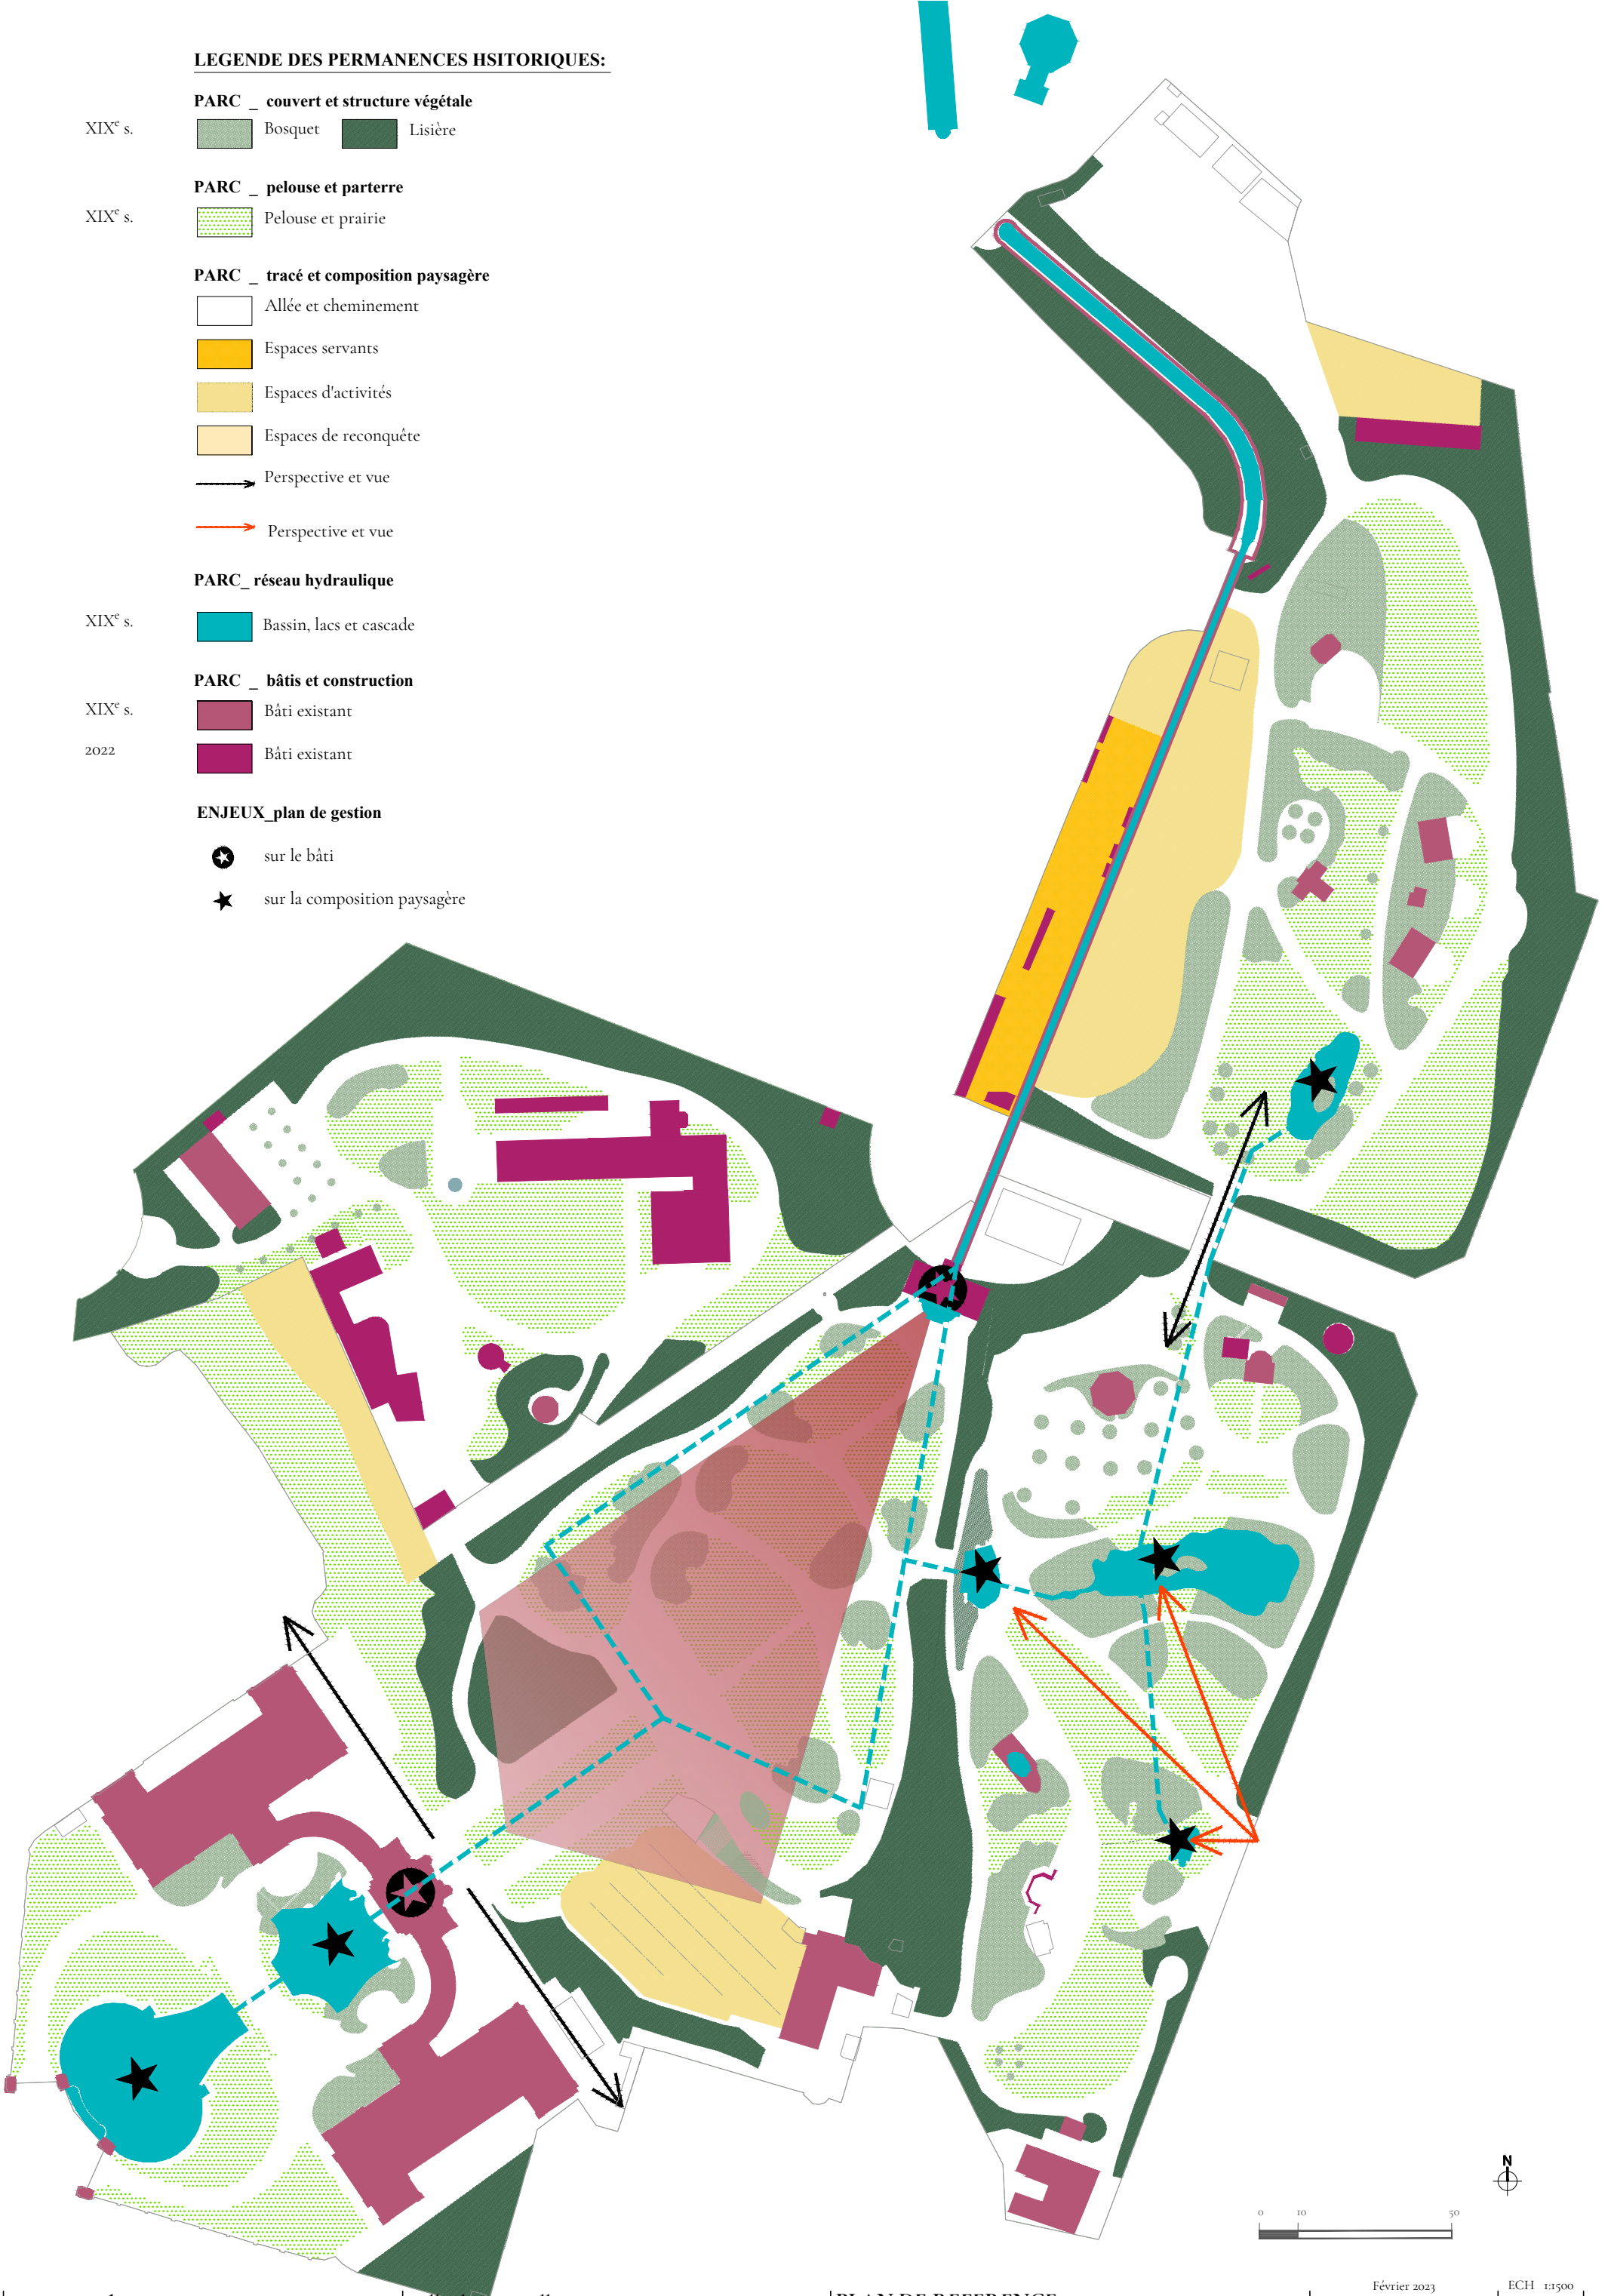 LEGENDE DES PERMANENCES HSITORIQUES:
PARC _ couvert et structure végétale
XIXe s. Bosquet Lisière
PARC _ pelouse et parterre
XIXe s. Pelouse et prairie
PARC _ tracé et composition paysagère
Allée et cheminement
Espaces servants
Espaces d'activités
Espaces de reconquête
Perspective et vue
Perspective et vue
PARC_ réseau hydraulique
XIXe s. Bassin, lacs et cascade
PARC _ bâtis et construction
XIXe s. Bâti existant
2022 Bâti existant
ENJEUX_plan de gestion
sur le bâti
sur la composition paysagère
N
0 10 50
PLAN DE REFERENCE
Février 2023
ECH 1:1500